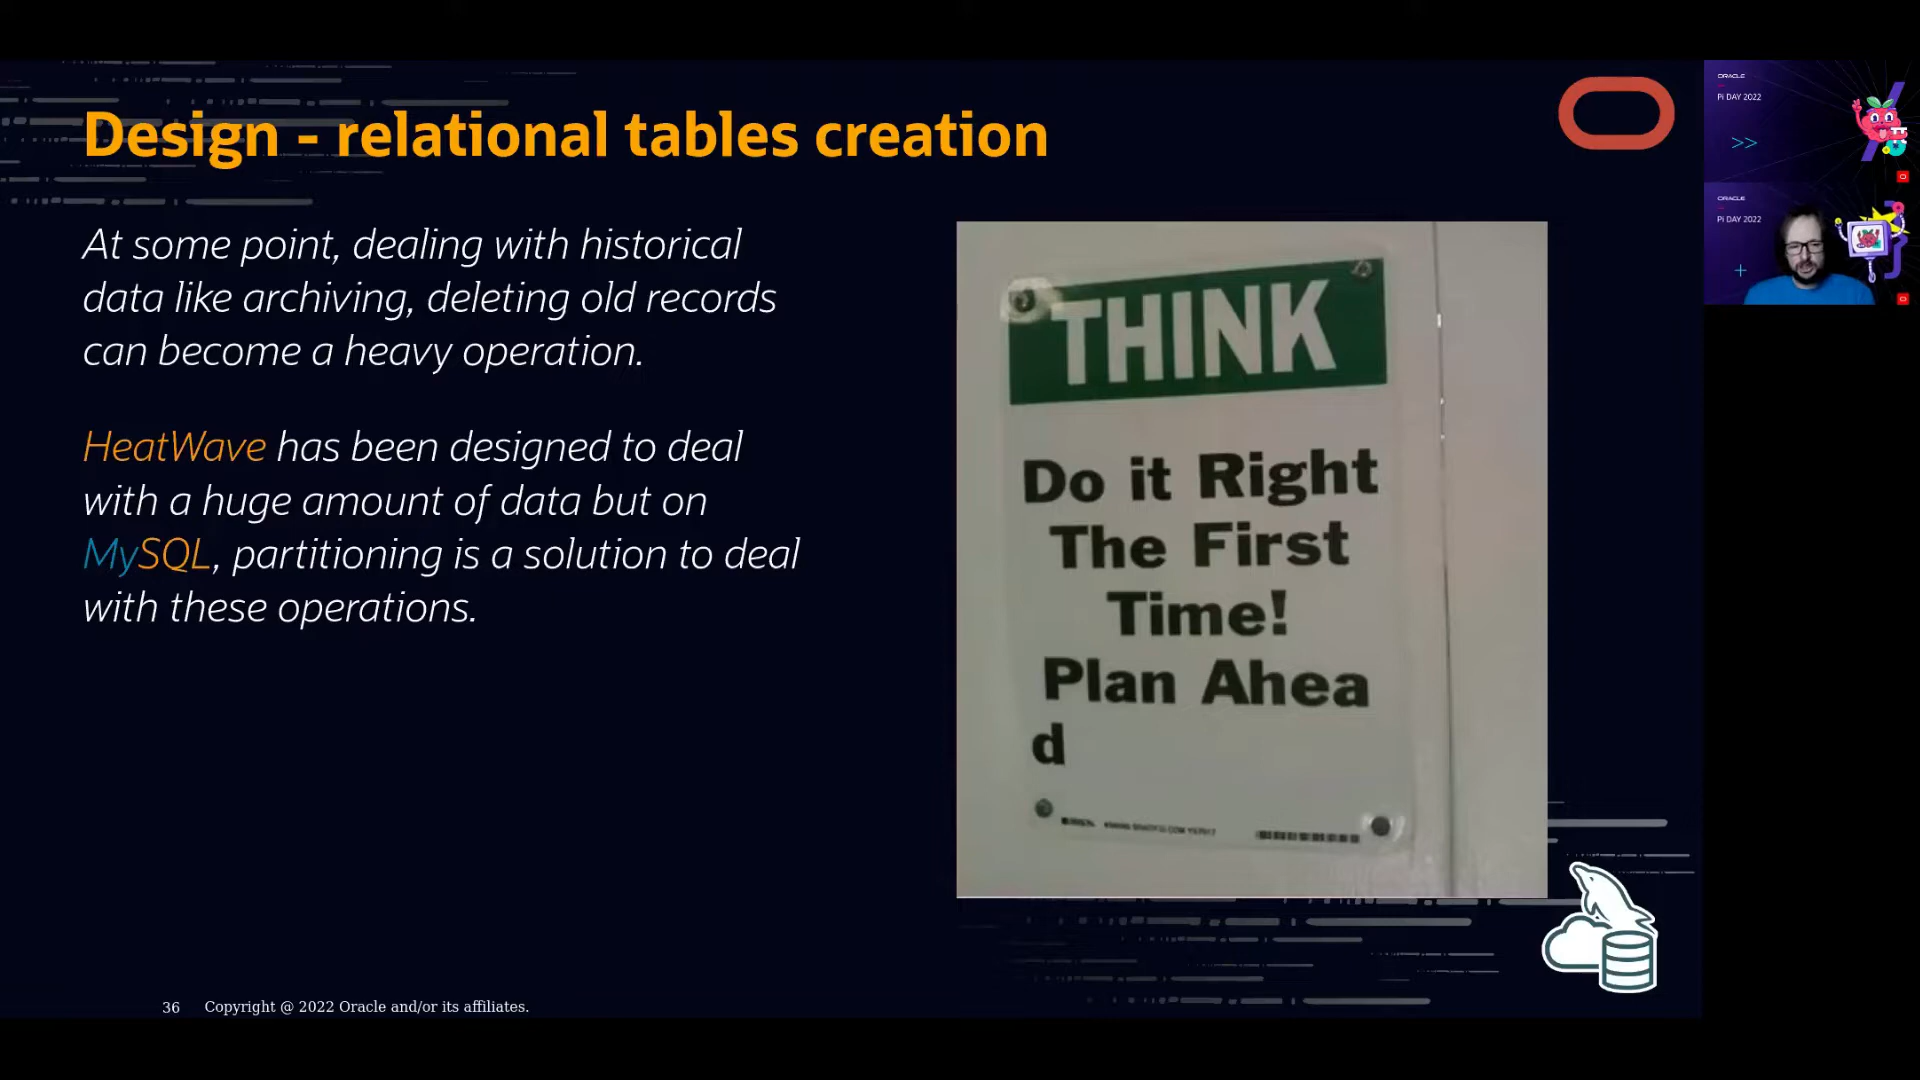 Design - relational tables creation
At some point, dealing with historical
data like archiving, deleting old records
can become a heavy operation.
HeatWave has been designed to deal
with a huge amount of data but on
MySQL, partitioning is a solution to deal
with these operations.
THINK
Do it Right
The First
Time!
Plan Ahea
d
36 Copyright @ 2022 Oracle and/or its affiliates.
ORACLE
Pi DAY 2022
>>
ORACLE
Pi DAY 2022
+